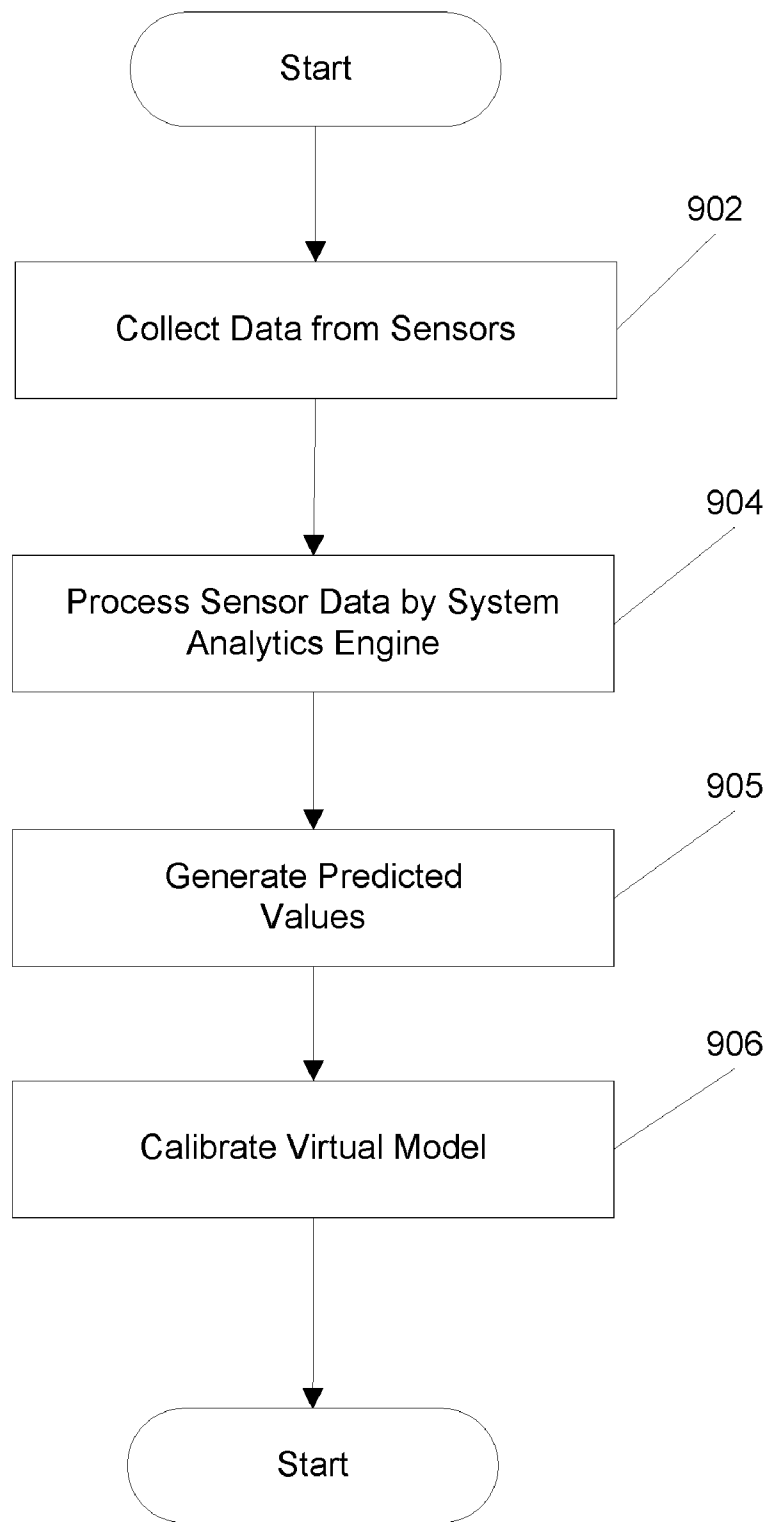 Start
902
Collect Data from Sensors
904
Process Sensor Data by System
Analytics Engine
905
Generate Predicted
Values
906
Calibrate Virtual Model
Start